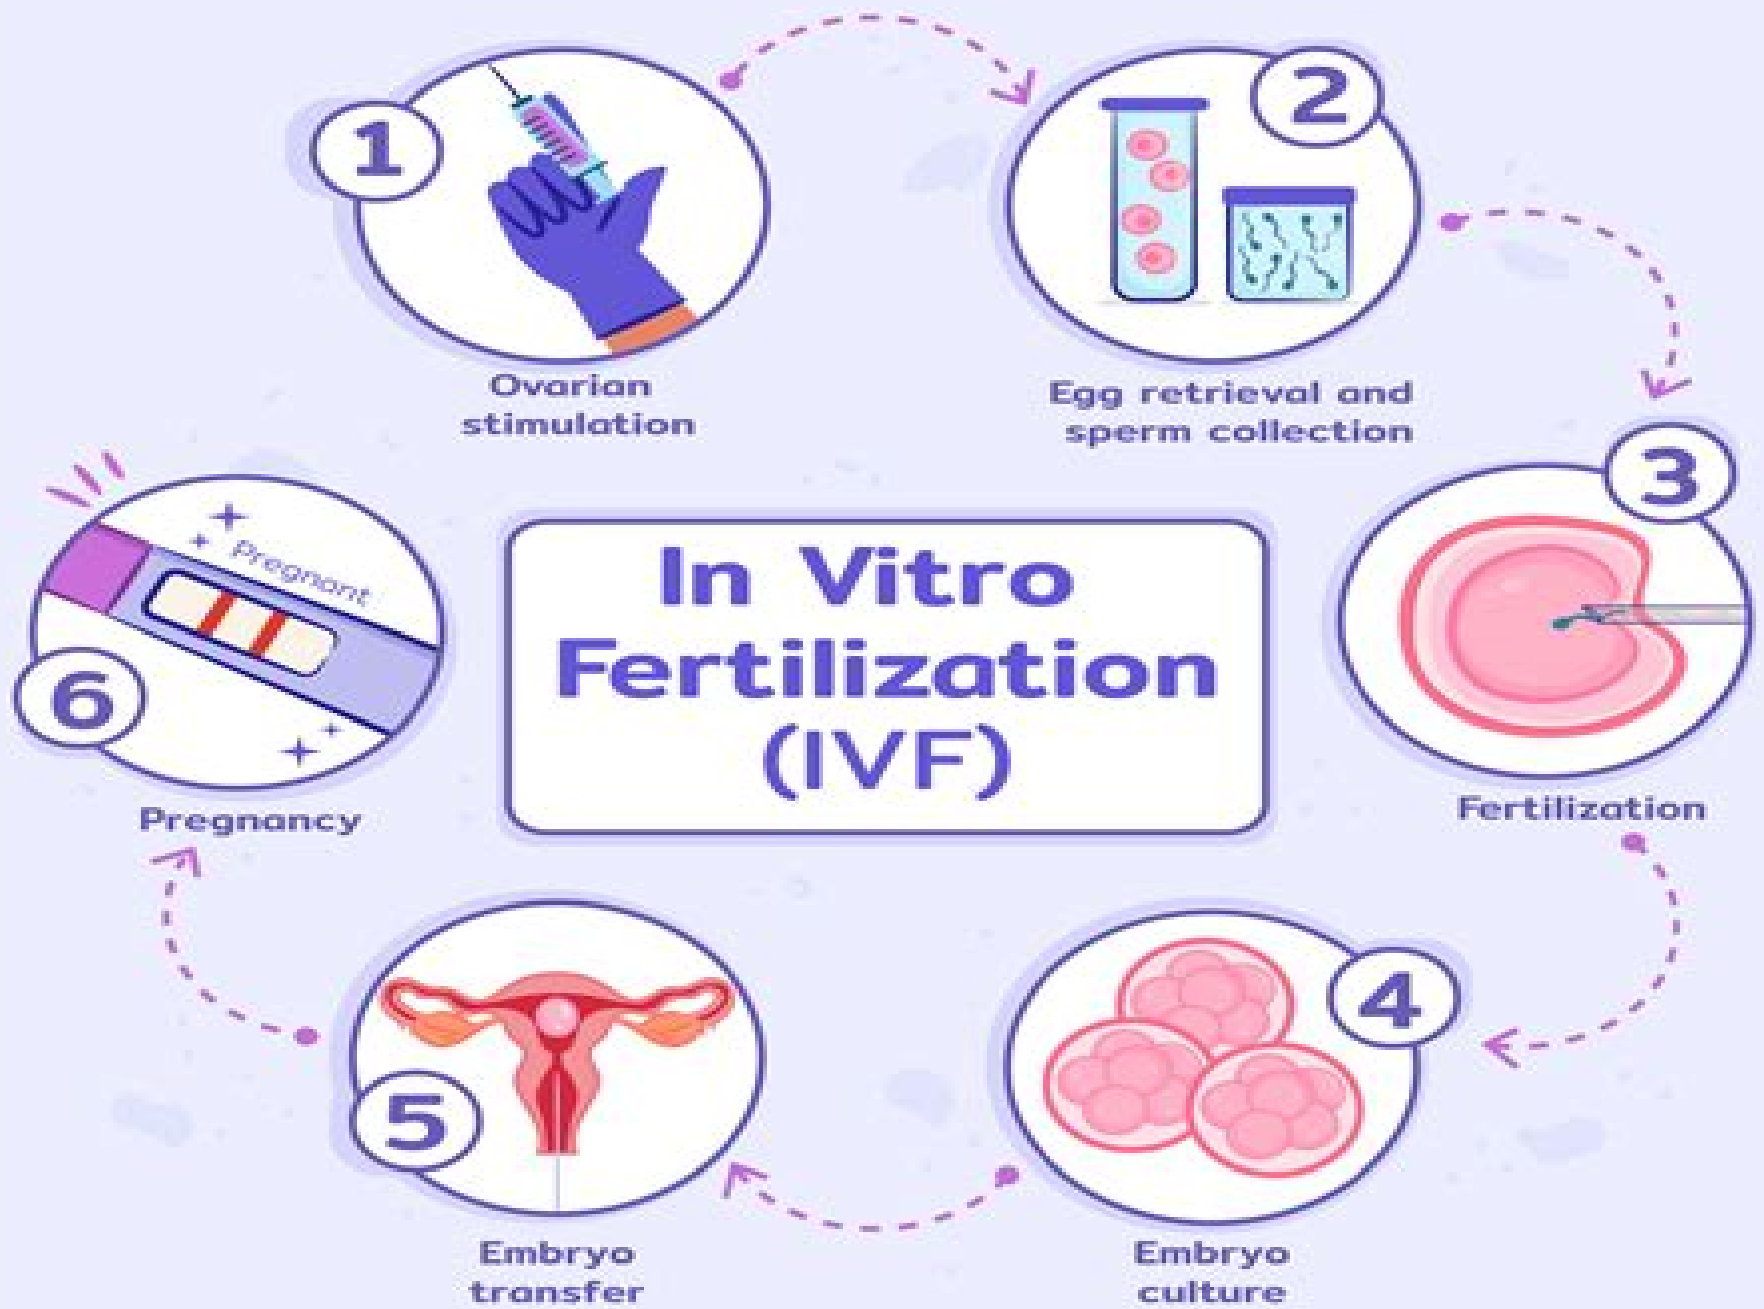 1
Ovarian
stimulation
2
Egg retrieval and
sperm collection
3
Fertilization
4
Embryo
culture
5
Embryo
transfer
6
Pregnant
Pregnancy
In Vitro
Fertilization
(IVF)